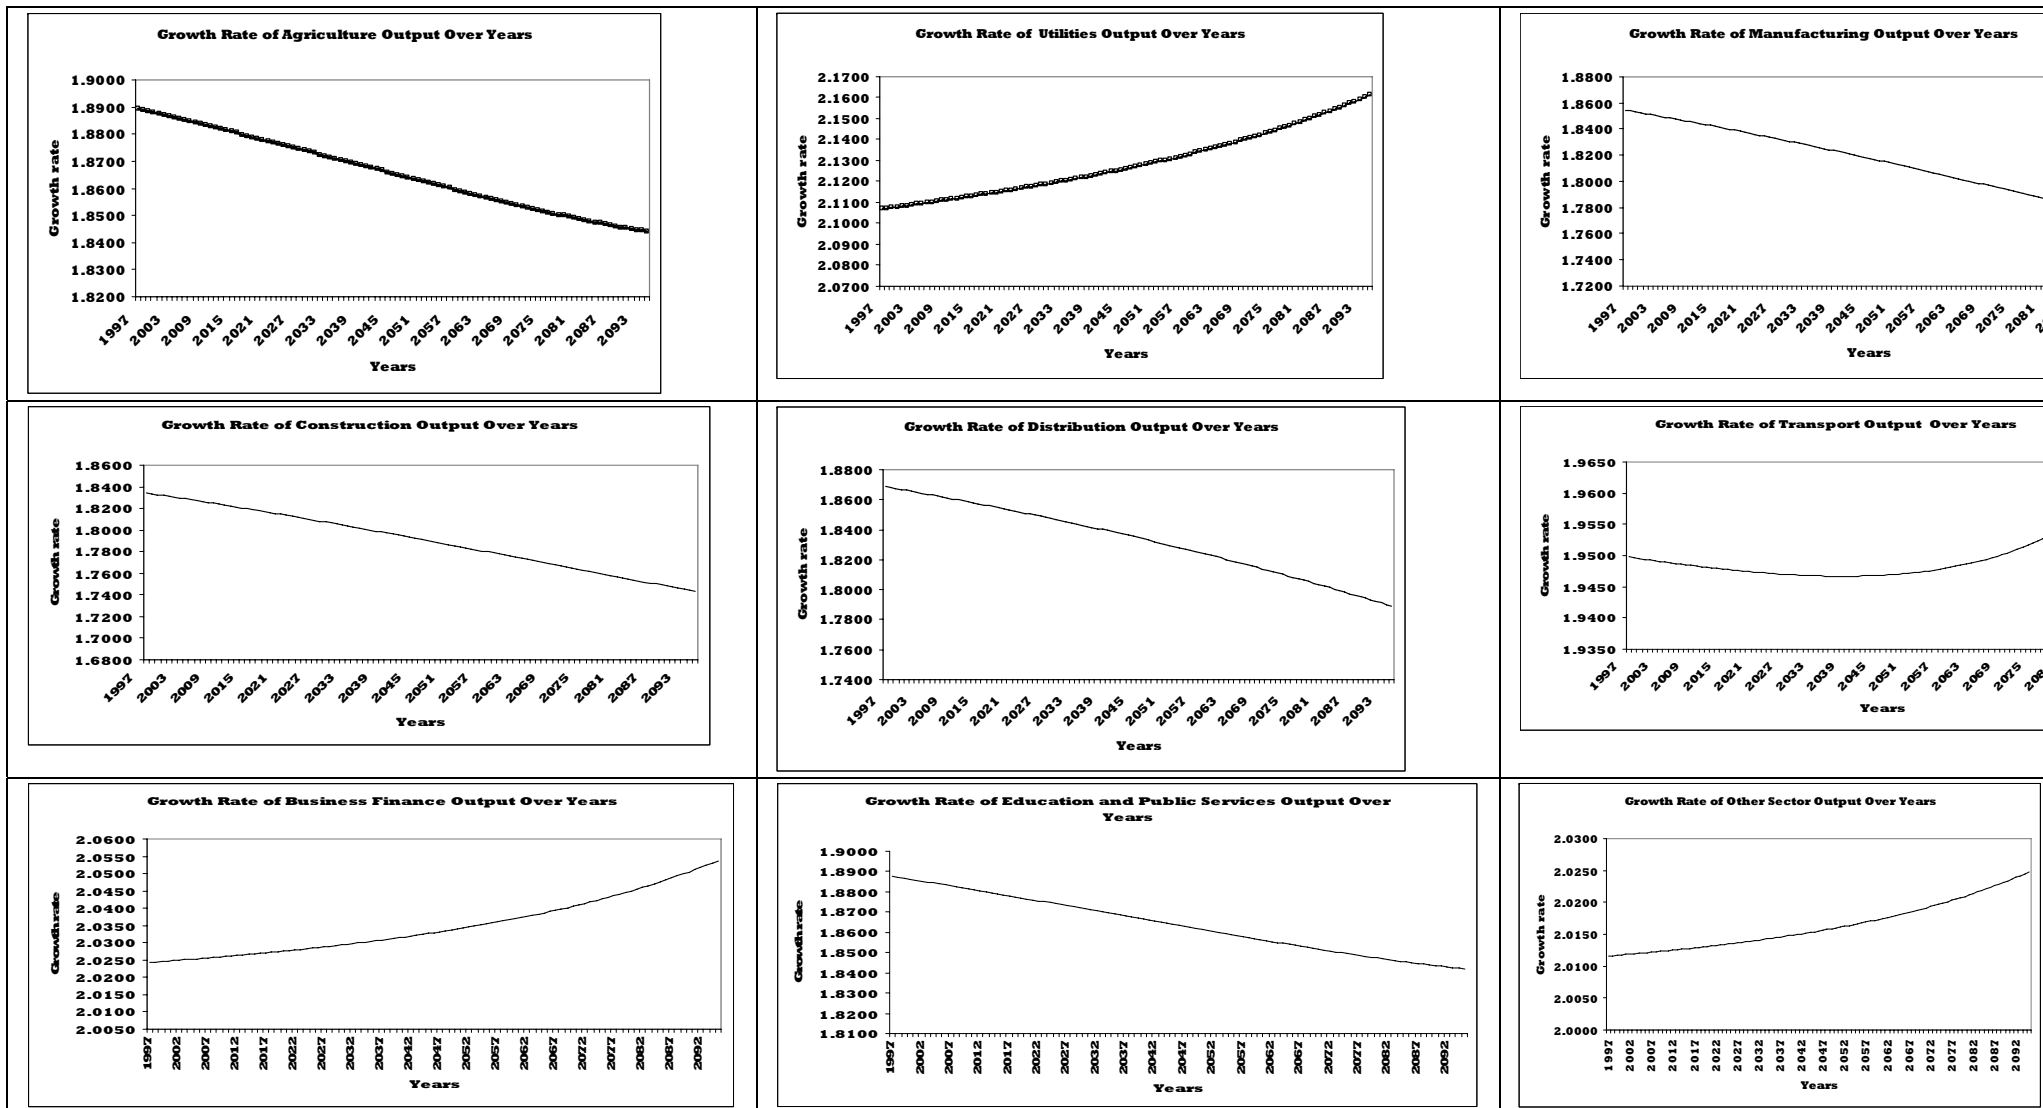 Growth Rate of Agriculture Output Over Years
1.9000
1.8900
1.8800
1.8700
1.8600
1.8500
1.8400
1.8300
1.8200
Growth rate
1997 2003 2009 2015 2021 2027 2033 2039 2045 2051 2057 2063 2069 2075 2081 2087 2093
Years
Growth Rate of Utilities Output Over Years
2.1700
2.1600
2.1500
2.1400
2.1300
2.1200
2.1100
2.1000
2.0900
2.0800
2.0700
Growth rate
1997 2003 2009 2015 2021 2027 2033 2039 2045 2051 2057 2063 2069 2075 2081 2087 2093
Years
Growth Rate of Manufacturing Output Over Years
1.8800
1.8600
1.8400
1.8200
1.8000
1.7800
1.7600
1.7400
1.7200
Growth rate
1997 2003 2009 2015 2021 2027 2033 2039 2045 2051 2057 2063 2069 2075 2081
Years
Growth Rate of Construction Output Over Years
1.8600
1.8400
1.8200
1.8000
1.7800
1.7600
1.7400
1.7200
1.7000
1.6800
Growth rate
1997 2003 2009 2015 2021 2027 2033 2039 2045 2051 2057 2063 2069 2075 2081 2087 2093
Years
Growth Rate of Distribution Output Over Years
1.8800
1.8600
1.8400
1.8200
1.8000
1.7800
1.7600
1.7400
Growth rate
1997 2003 2009 2015 2021 2027 2033 2039 2045 2051 2057 2063 2069 2075 2081 2087 2093
Years
Growth Rate of Transport Output Over Years
1.9650
1.9600
1.9550
1.9500
1.9450
1.9400
1.9350
Growth rate
1997 2003 2009 2015 2021 2027 2033 2039 2045 2051 2057 2063 2069 2075
Years
Growth Rate of Business Finance Output Over Years
2.0600
2.0550
2.0500
2.0450
2.0400
2.0350
2.0300
2.0250
2.0200
2.0150
2.0100
2.0050
Growth rate
1997 2002 2007 2012 2017 2022 2027 2032 2037 2042 2047 2052 2057 2062 2067 2072 2077 2082 2087 2092
Years
Growth Rate of Education and Public Services Output Over
Years
1.9000
1.8900
1.8800
1.8700
1.8600
1.8500
1.8400
1.8300
1.8200
1.8100
Growth rate
1997 2002 2007 2012 2017 2022 2027 2032 2037 2042 2047 2052 2057 2062 2067 2072 2077 2082 2087 2092
Years
Growth Rate of Other Sector Output Over Years
2.0300
2.0250
2.0200
2.0150
2.0100
2.0050
2.0000
Growth rate
1997 2002 2007 2012 2017 2022 2027 2032 2037 2042 2047 2052 2057 2062 2067 2072 2077 2082 2087 2092
Years